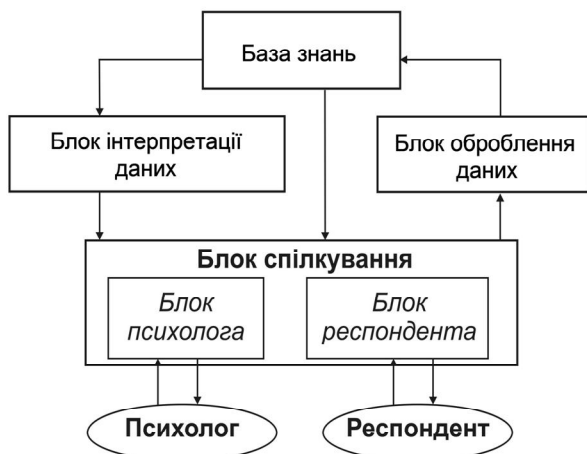 База знань
Блок інтерпретації
даних
Блок оброблення
даних
Блок спілкування
Блок
психолога
Блок
респондента
Психолог
Респондент